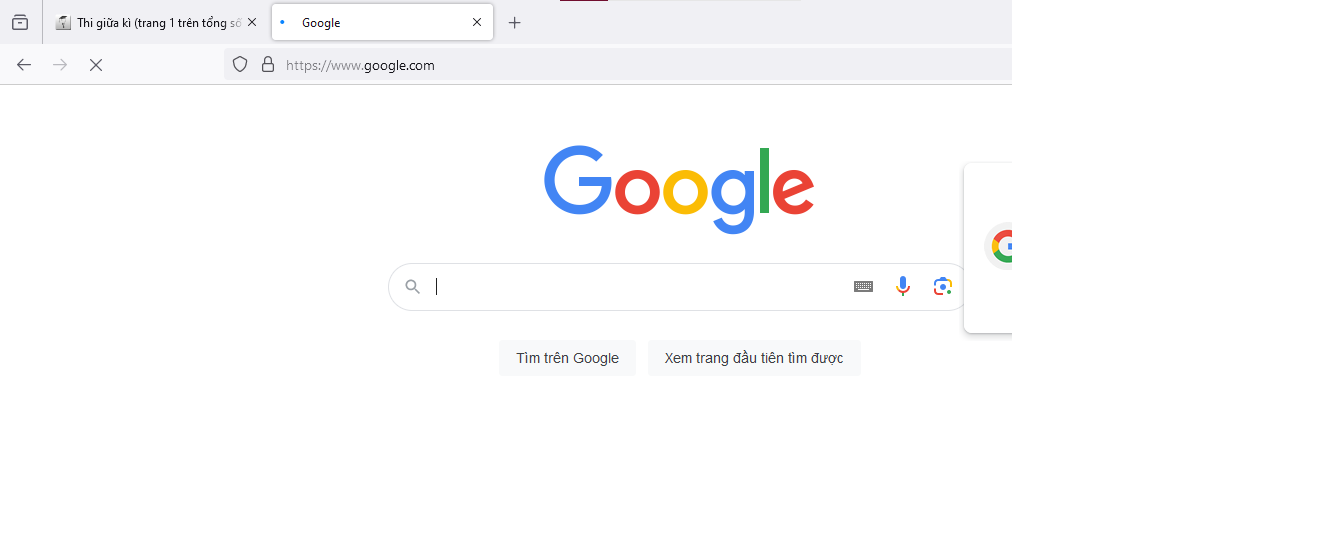 Thi giữa kì (trang 1 trên tổng số
Google
https://www.google.com
Google
Tìm trên Google
Xem trang đầu tiên tìm được